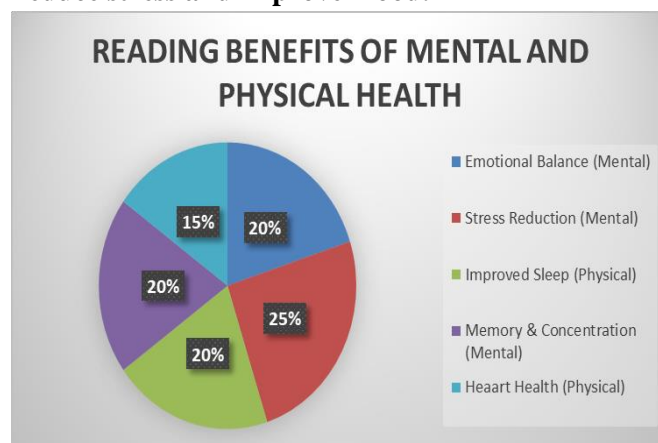 READING BENEFITS OF MENTAL AND
PHYSICAL HEALTH
20%
25%
20%
20%
15%
Emotional Balance (Mental)
Stress Reduction (Mental)
Improved Sleep (Physical)
Memory & Concentration
(Mental)
Heaart Health (Physical)